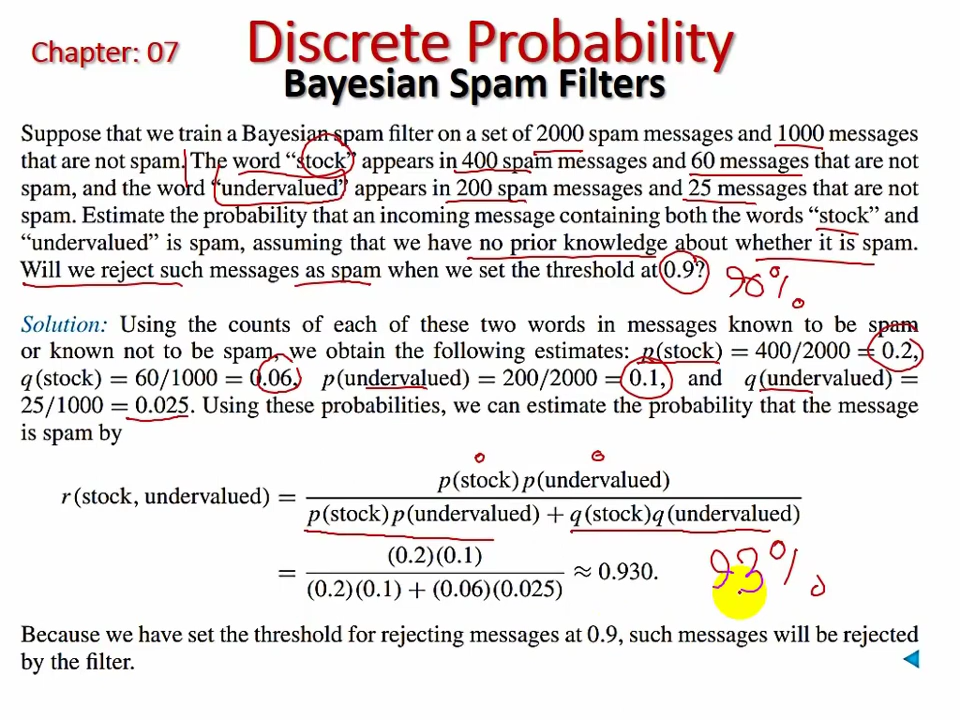 Chapter: 07
Discrete Probability
Bayesian Spam Filters
Suppose that we train a Bayesian spam filter on a set of 2000 spam messages and 1000 messages
that are not spam. The word “stock” appears in 400 spam messages and 60 messages that are not
spam, and the word “undervalued” appears in 200 spam messages and 25 messages that are not
spam. Estimate the probability that an incoming message containing both the words “stock” and
“undervalued” is spam, assuming that we have no prior knowledge about whether it is spam.
Will we reject such messages as spam when we set the threshold at 0.9?
90%
Solution: Using the counts of each of these two words in messages known to be spam
or known not to be spam, we obtain the following estimates: p(stock) = 400/2000 = 0.2,
q(stock) = 60/1000 = 0.06, p(undervalued) = 200/2000 = 0.1, and q(undervalued) =
25/1000 = 0.025. Using these probabilities, we can estimate the probability that the message
is spam by
p(stock)p(undervalued)
r(stock, undervalued) =
p(stock)p(undervalued) + q(stock)q(undervalued)
(0.2)(0.1)
= ≈ 0.930.
(0.2)(0.1) + (0.06)(0.025)
93%
Because we have set the threshold for rejecting messages at 0.9, such messages will be rejected
by the filter.